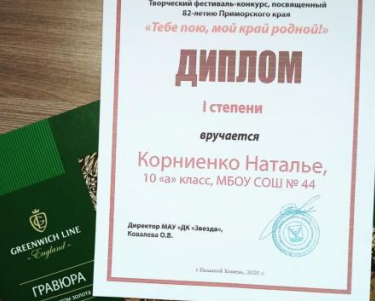 Творческий фестиваль-конкурс, посвященный
82-летию Приморского края
«Тебе пою, мой край родной!»
ДИПЛОМ
I степени
вручается
Корниенко Наталье,
10 «а» класс, МБОУ СОШ № 44
Директор МАУ «ДК «Звезда»,
Ковалева О.В.
г Большой Камень, 2020 г.
GREENWICH LINE
England
ГРАВЮРА
золото